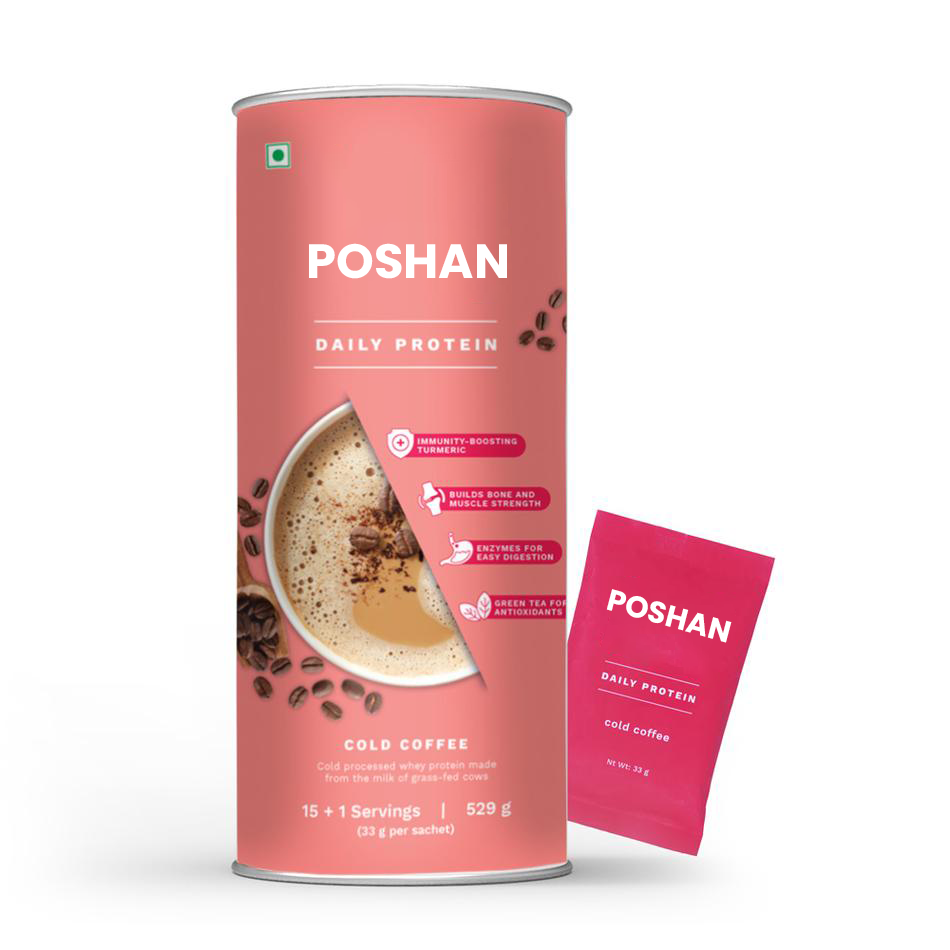 POSHAN
DAILY PROTEIN
IMMUNITY-BOOSTING
TURMERIC
BUILDS BONE AND
MUSCLE STRENGTH
ENZYMES FOR
EASY DIGESTION
GREEN TEA FOR
ANTIOXIDANTS
COLD COFFEE
Cold processed whey protein made
from the milk of grass-fed cows
15 + 1 Servings | 529 g
(33 g per sachet)
POSHAN
DAILY PROTEIN
cold coffee
Nt Wt: 33 g